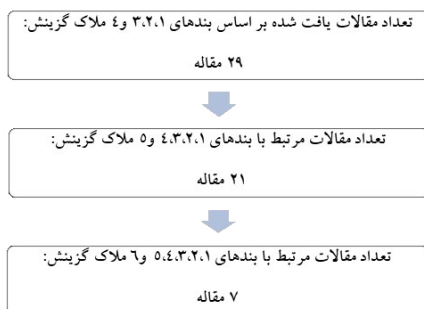 تعداد مقالات یافت شده بر اساس بندهای ۳،۲،۱ و٤ ملاک گزینش:
۲۹ مقاله
تعداد مقالات مرتبط با بندهای ٤،۳،۲،۱ و٥ ملاک گزینش:
۲۱ مقاله
تعداد مقالات مرتبط با بندهای ٥،٤،۳،۲،۱ و٦ ملاک گزینش:
۷ مقاله